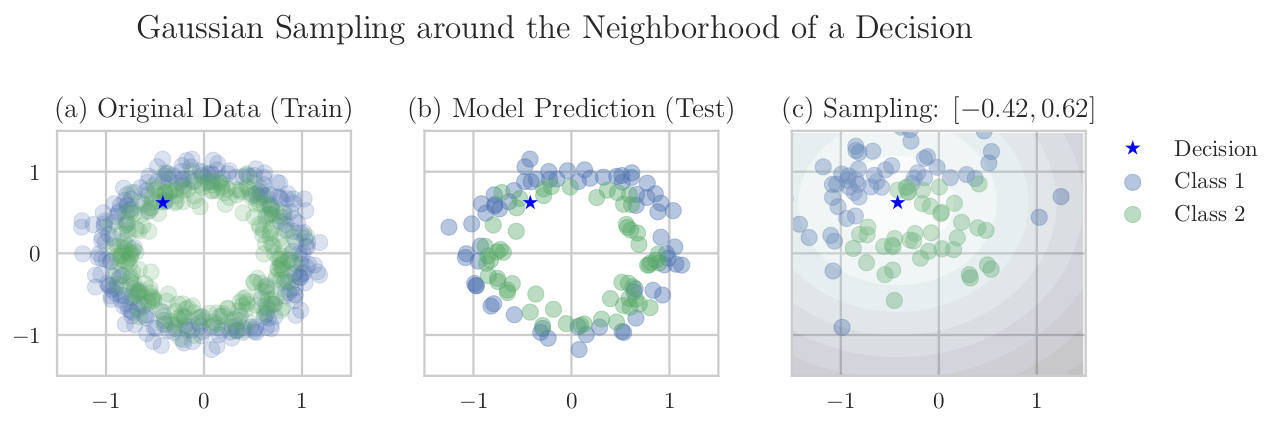 Gaussian Sampling around the Neighborhood of a Decision
(a) Original Data (Train)
(b) Model Prediction (Test)
(c) Sampling: [−0.42, 0.62]
1
0
−1
−1 0 1
−1 0 1
−1 0 1
Decision
Class 1
Class 2